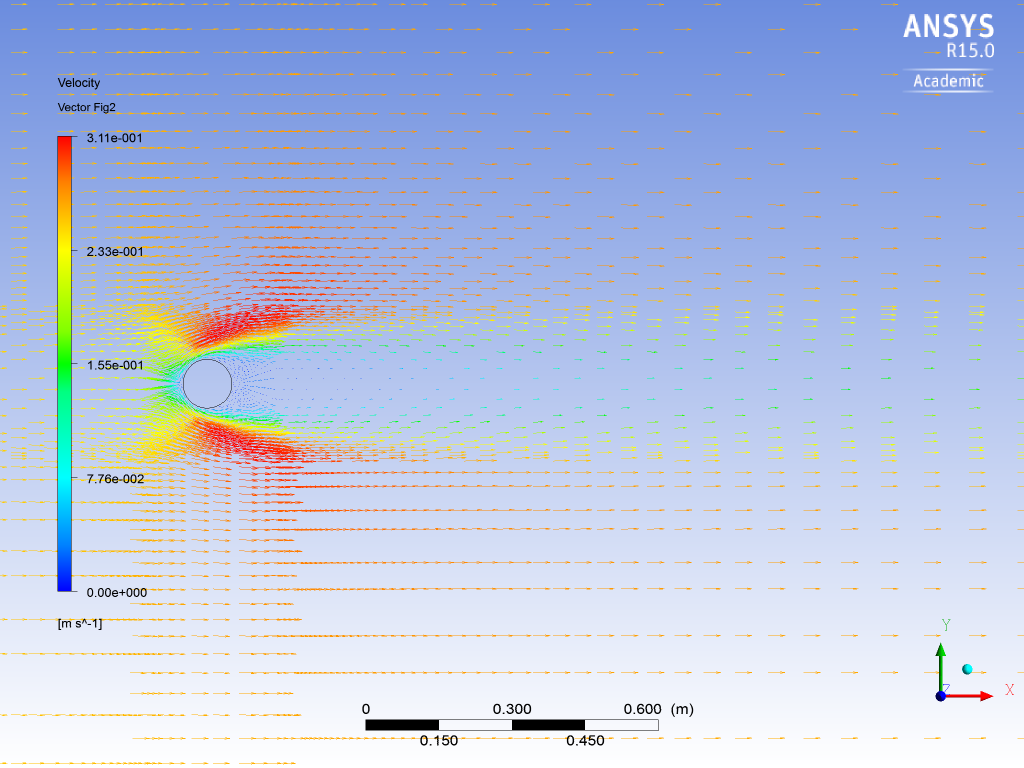 ANSYS
R15.0
Academic
Velocity
Vector Fig2
3.11e-001
2.33e-001
1.55e-001
7.76e-002
0.00e+000
[m s^-1]
0 0.300 0.600 (m)
0.150 0.450
Y
X
Z